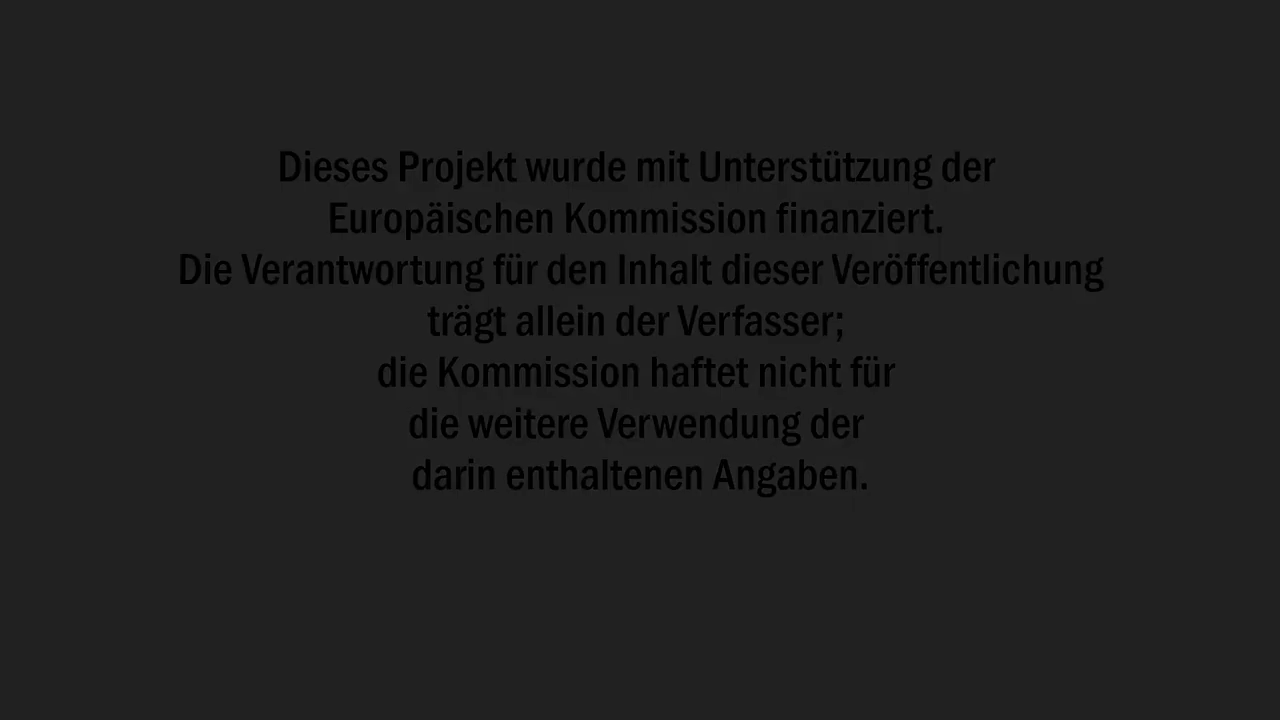 Dieses Projekt wurde mit Unterstützung der
Europäischen Kommission finanziert.
Die Verantwortung für den Inhalt dieser Veröffentlichung
trägt allein der Verfasser;
die Kommission haftet nicht für
die weitere Verwendung der
darin enthaltenen Angaben.